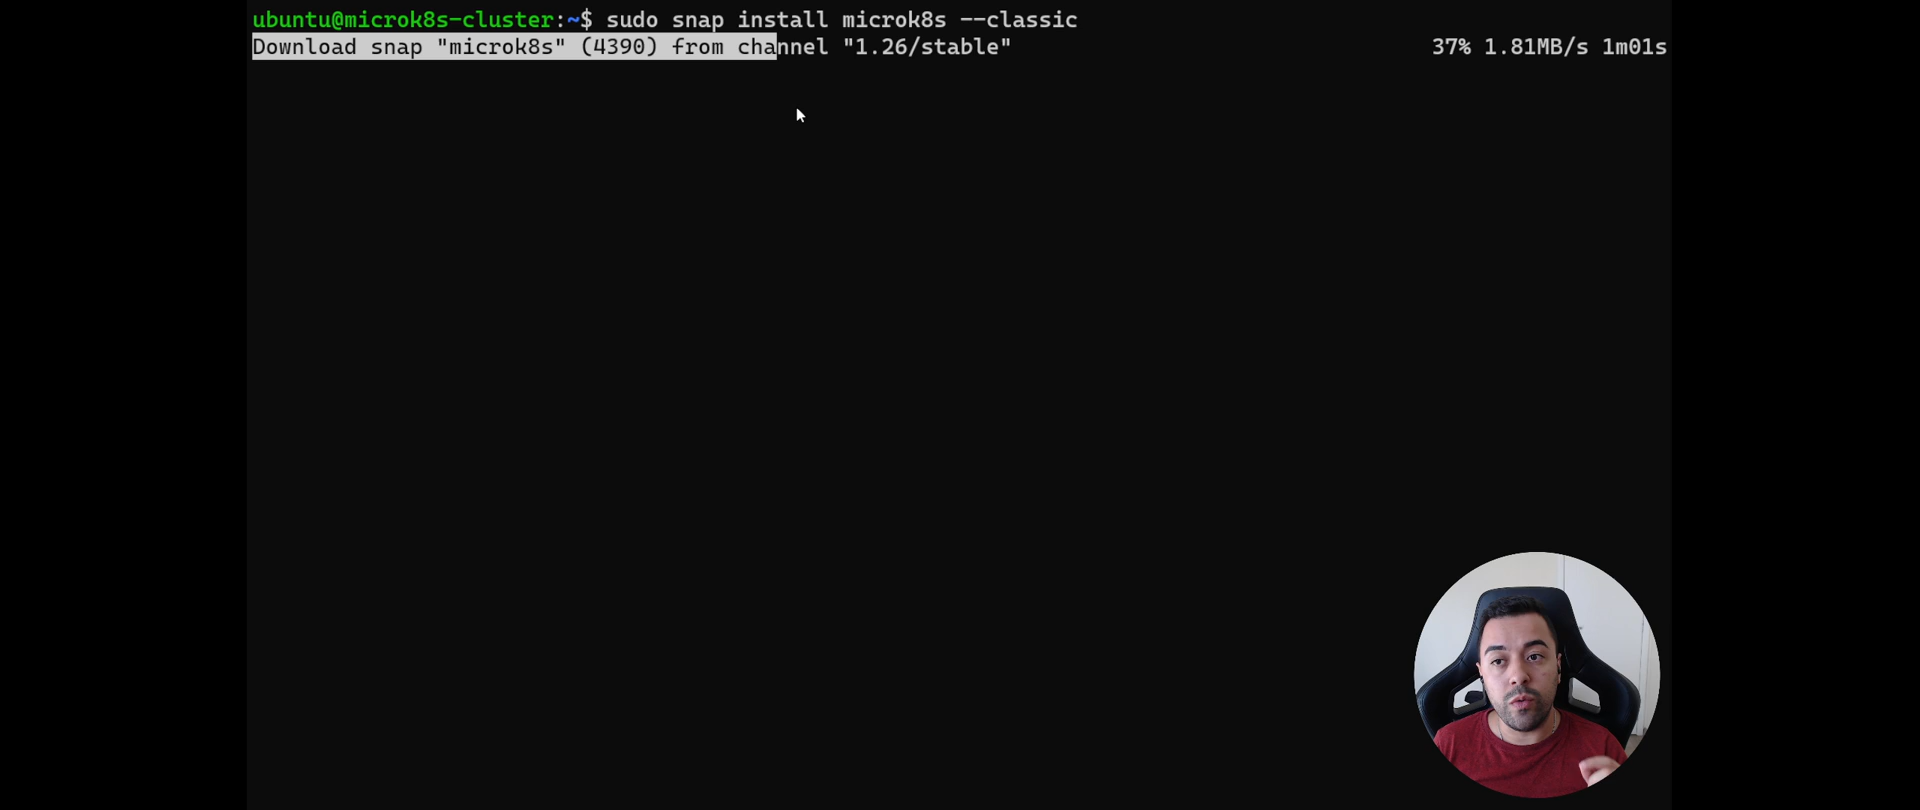 ubuntu@microk8s-cluster:~$ sudo snap install microk8s --classic
Download snap "microk8s" (4390) from channel "1.26/stable" 37% 1.81MB/s 1m01s